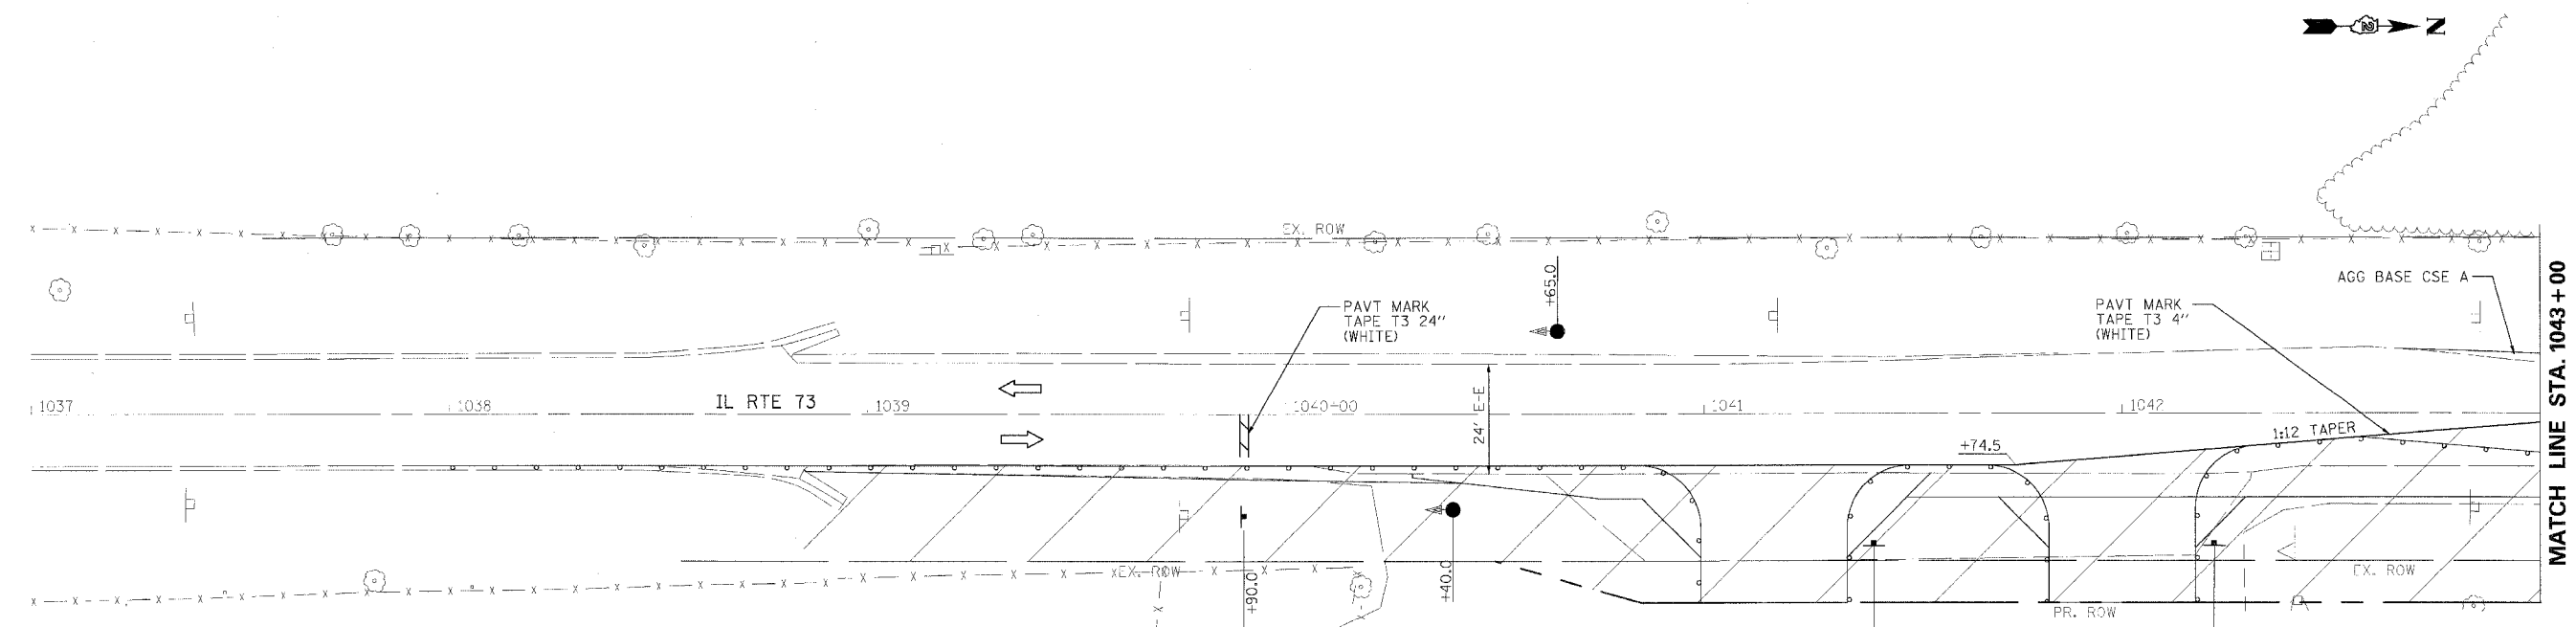 N
EX. ROW
+65.0
AGG BASE CSE A
PAVT MARK
TAPE T3 24"
(WHITE)
PAVT MARK
TAPE T3 4"
(WHITE)
MATCH LINE STA. 1043+00
24' E-E
1037
1038
IL RTE 73
1039
1040+00
1041
1042
1:12 TAPER
+74.5
EX. ROW
+90.0
+40.0
EX. ROW
PR. ROW